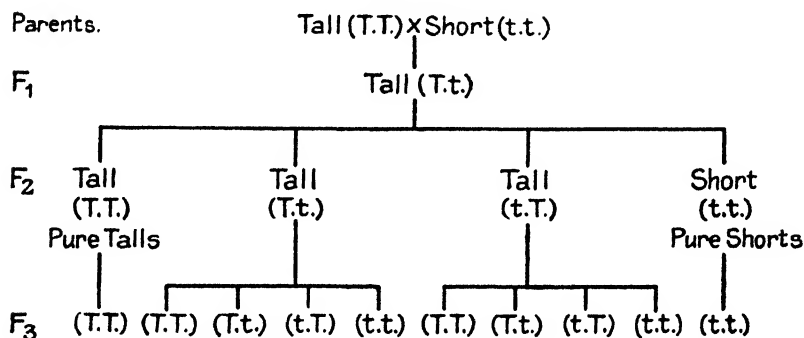 Parents. Tall (T.T.) X Short (t.t.)
F₁ Tall (T.t.)
F₂ Tall Tall Tall Short
(T.T.) (T.t.) (t.T.) (t.t.)
Pure Talls Pure Shorts
F₃ (T.T.) (T.T.) (T.t.) (t.T.) (t.t.) (T.T.) (T.t.) (t.T.) (t.t.) (t.t.)